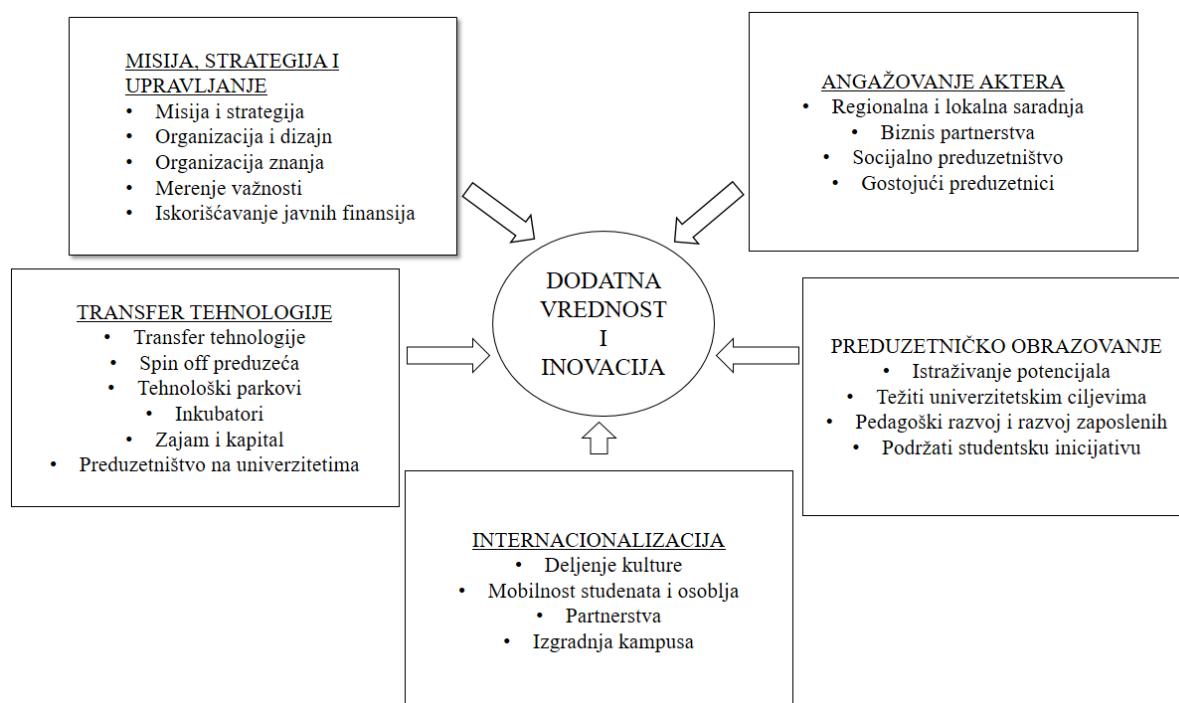 MISIJA, STRATEGIJA I
UPRAVLJANJE
• Misija i strategija
• Organizacija i dizajn
• Organizacija znanja
• Merenje važnosti
• Iskorišćavanje javnih finansija
ANGAŽOVANJE AKTERA
• Regionalna i lokalna saradnja
• Biznis partnerstva
• Socijalno preduzetništvo
• Gostojući preduzetnici
DODATNA
VREDNOST
I
INOVACIJA
TRANSFER TEHNOLOGIJE
• Transfer tehnologije
• Spin off preduzeća
• Tehnološki parkovi
• Inkubatori
• Zajam i kapital
• Preduzetništvo na univerzitetima
PREDUZETNIČKO OBRAZOVANJE
• Istraživanje potencijala
• Težiti univerzitetskim ciljevima
• Pedagoški razvoj i razvoj zaposlenih
• Podržati studentsku inicijativu
INTERNACIONALIZACIJA
• Deljenje kulture
• Mobilnost studenata i osoblja
• Partnerstva
• Izgradnja kampusa